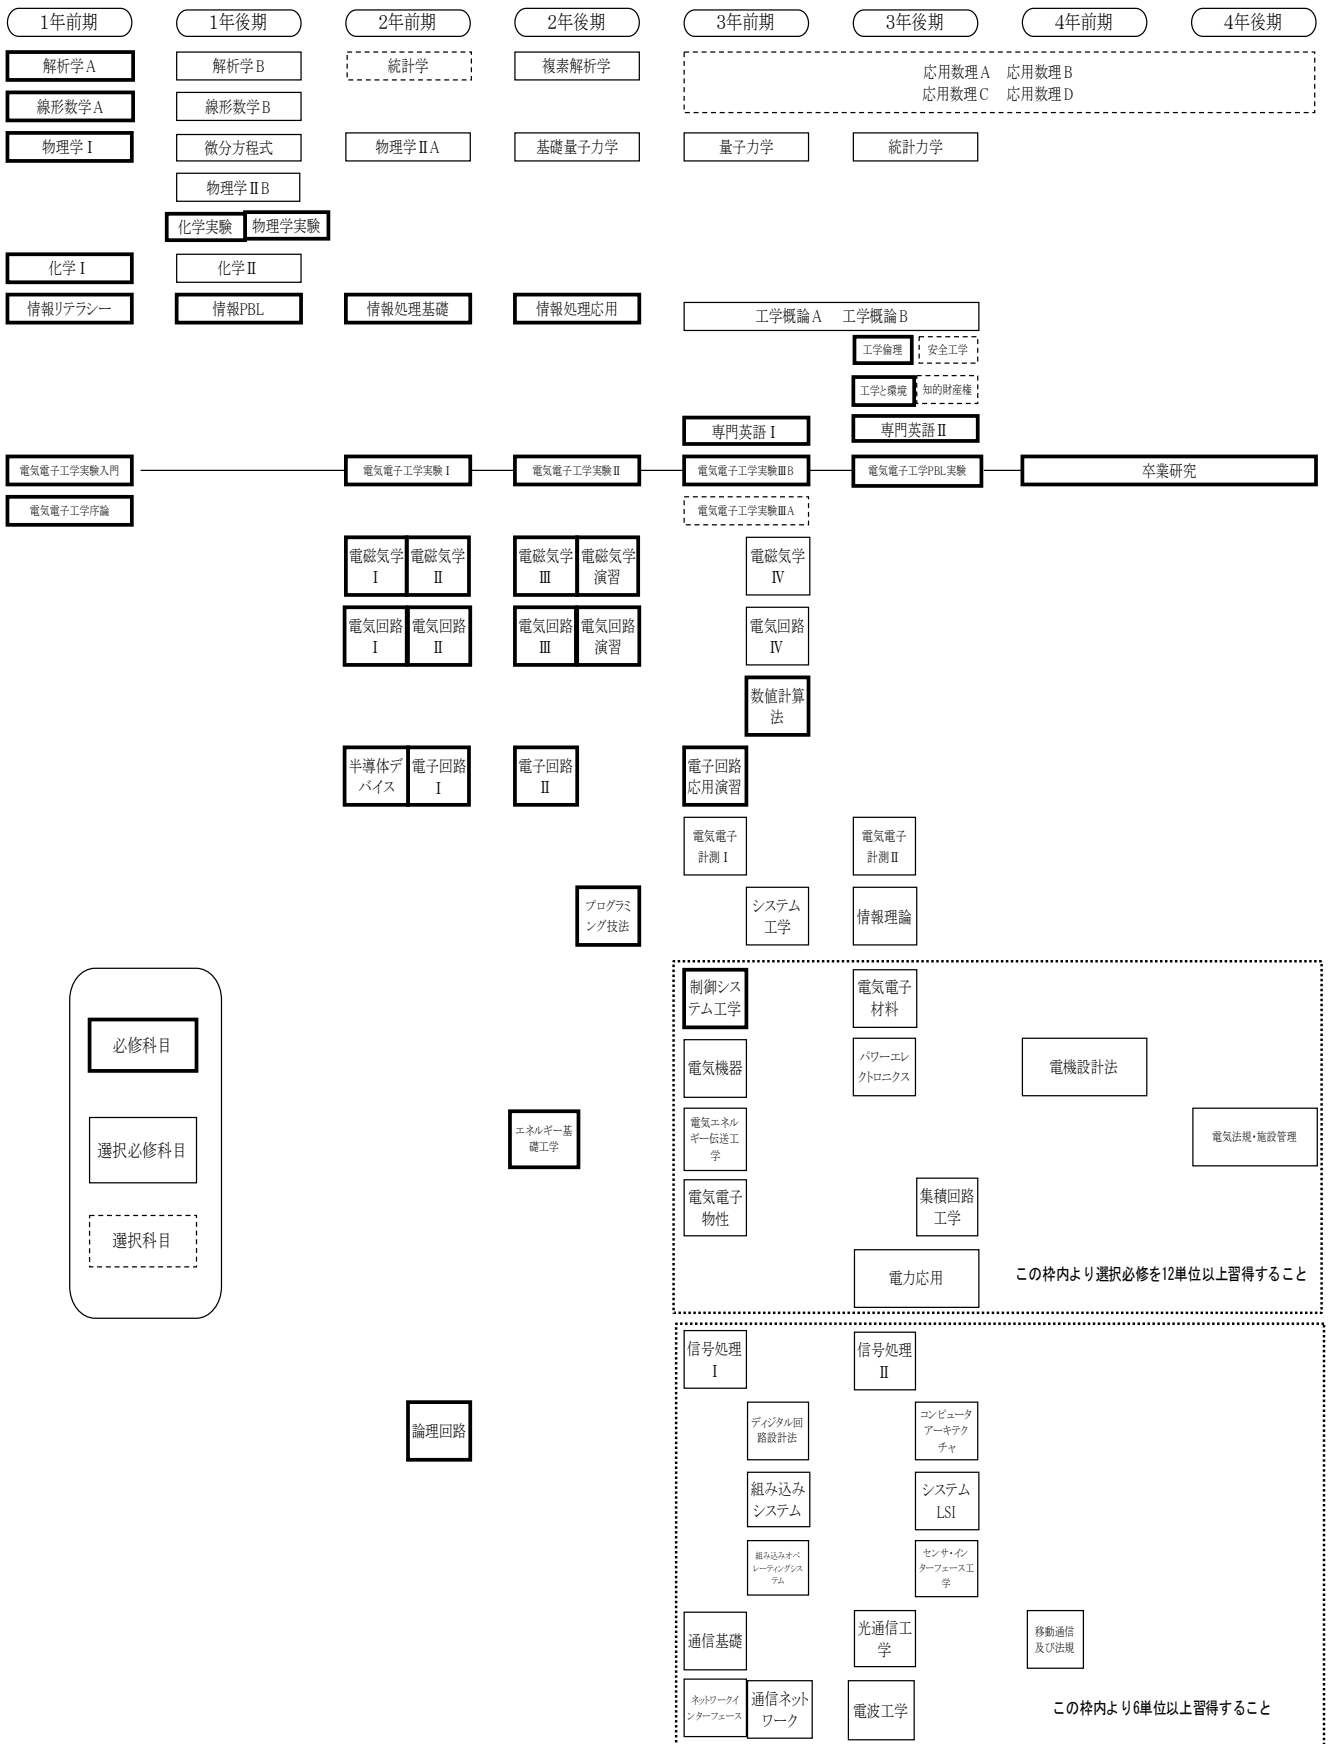 1年前期
1年後期
2年前期
2年後期
3年前期
3年後期
4年前期
4年後期
解析学A
解析学B
統計学
複素解析学
応用数理A 応用数理B
応用数理C 応用数理D
線形数学A
線形数学B
物理学Ⅰ
微分方程式
物理学ⅡA
基礎量子力学
量子力学
統計力学
物理学ⅡB
化学実験
物理学実験
化学Ⅰ
化学Ⅱ
情報リテラシー
情報PBL
情報処理基礎
情報処理応用
工学概論A 工学概論B
工学倫理
安全工学
工学と環境
知的財産権
専門英語Ⅰ
専門英語Ⅱ
電気電子工学実験入門
電気電子工学実験Ⅰ
電気電子工学実験Ⅱ
電気電子工学実験ⅢB
電気電子工学PBL実験
卒業研究
電気電子工学序論
電気電子工学実験ⅢA
電磁気学
Ⅰ
電磁気学
Ⅱ
電磁気学
Ⅲ
電磁気学
演習
電磁気学
Ⅳ
電気回路
Ⅰ
電気回路
Ⅱ
電気回路
Ⅲ
電気回路
演習
電気回路
Ⅳ
数値計算
法
半導体デ
バイス
電子回路
Ⅰ
電子回路
Ⅱ
電子回路
応用演習
電気電子
計測Ⅰ
電気電子
計測Ⅱ
プログラミ
ング技法
システム
工学
情報理論
制御シス
テム工学
電気電子
材料
必修科目
電気機器
パワーエレ
クトロニクス
電機設計法
選択必修科目
エネルギー基
礎工学
電気エネル
ギー伝送工
学
電気法規・施設管理
選択科目
電気電子
物性
集積回路
工学
電力応用
この枠内より選択必修を12単位以上習得すること
信号処理
Ⅰ
信号処理
Ⅱ
論理回路
ディジタル回
路設計法
コンピュータ
アーキテク
チャ
組み込み
システム
システム
LSI
組み込みオペ
レーティングシス
テム
センサ・イン
ターフェース工
学
通信基礎
光通信工
学
移動通信
及び法規
ネットワークイ
ンターフェース
通信ネット
ワーク
電波工学
この枠内より6単位以上習得すること